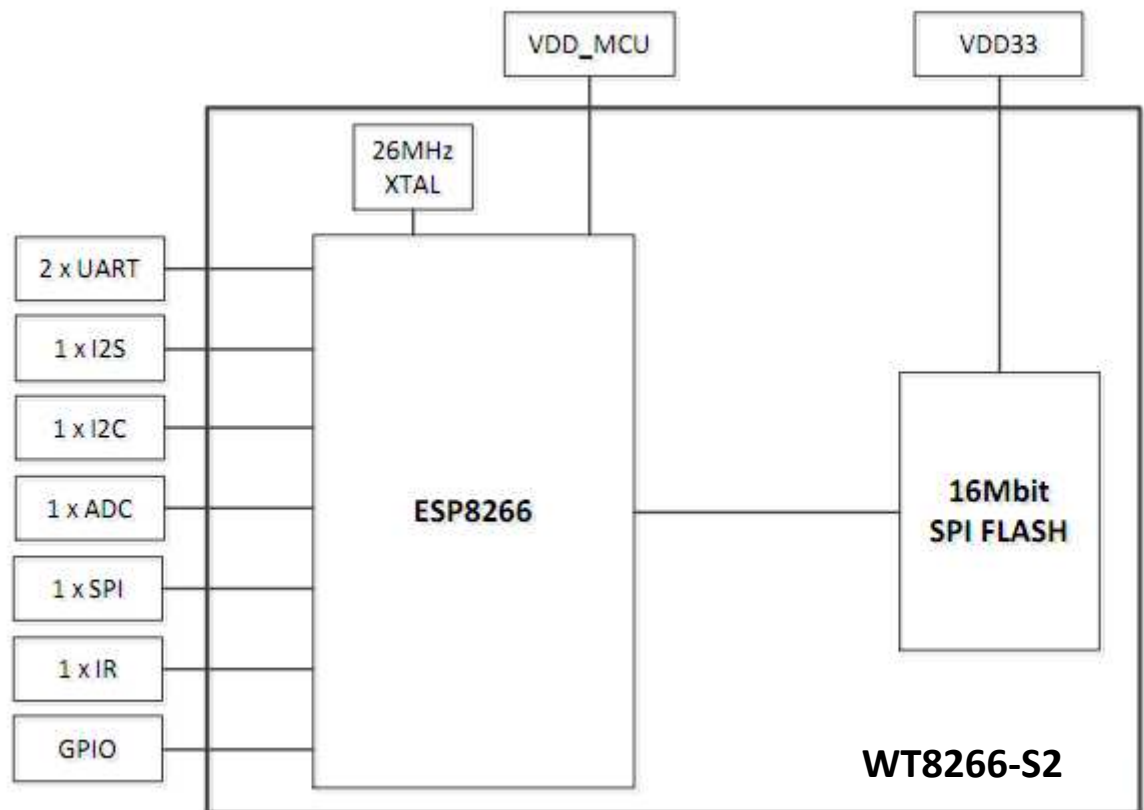 VDD_MCU
VDD33
26MHz
XTAL
2 x UART
1 x I2S
1 x I2C
1 x ADC
1 x SPI
1 x IR
GPIO
ESP8266
16Mbit
SPI FLASH
WT8266-S2